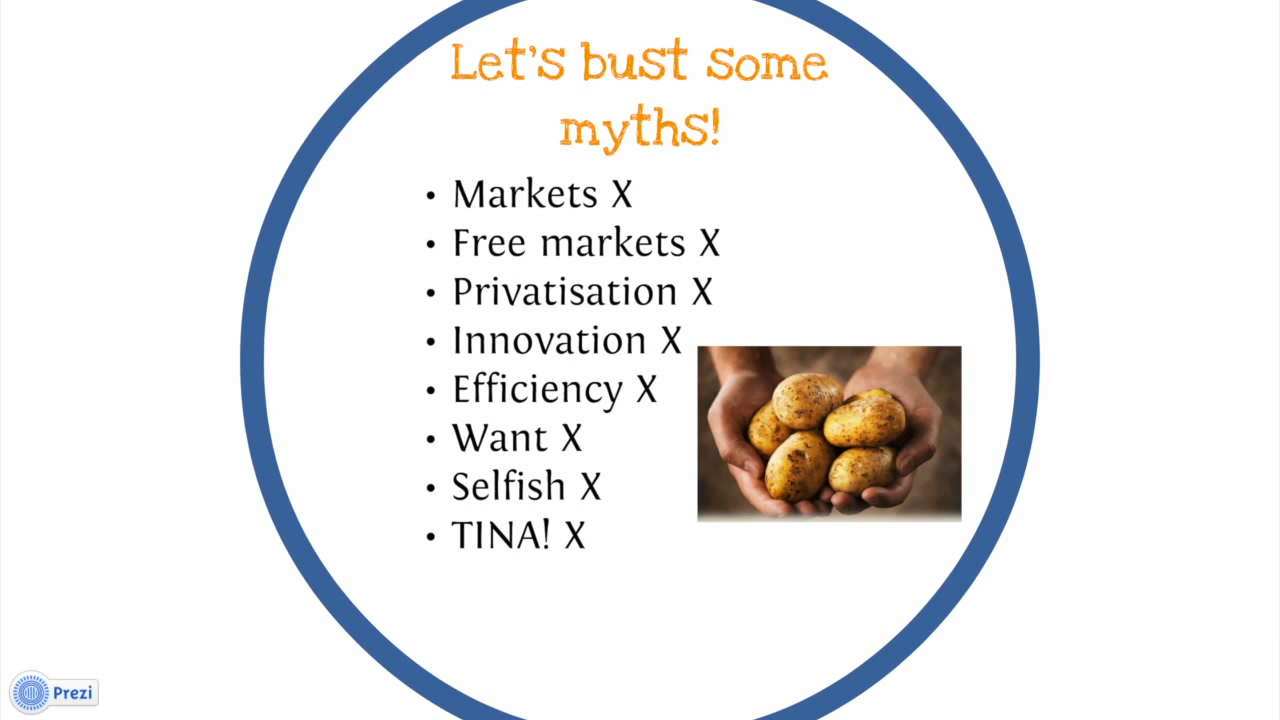 Let's bust some
myths!
• Markets X
• Free markets X
• Privatisation X
• Innovation X
• Efficiency X
• Want X
• Selfish X
• TINA! X
Prezi